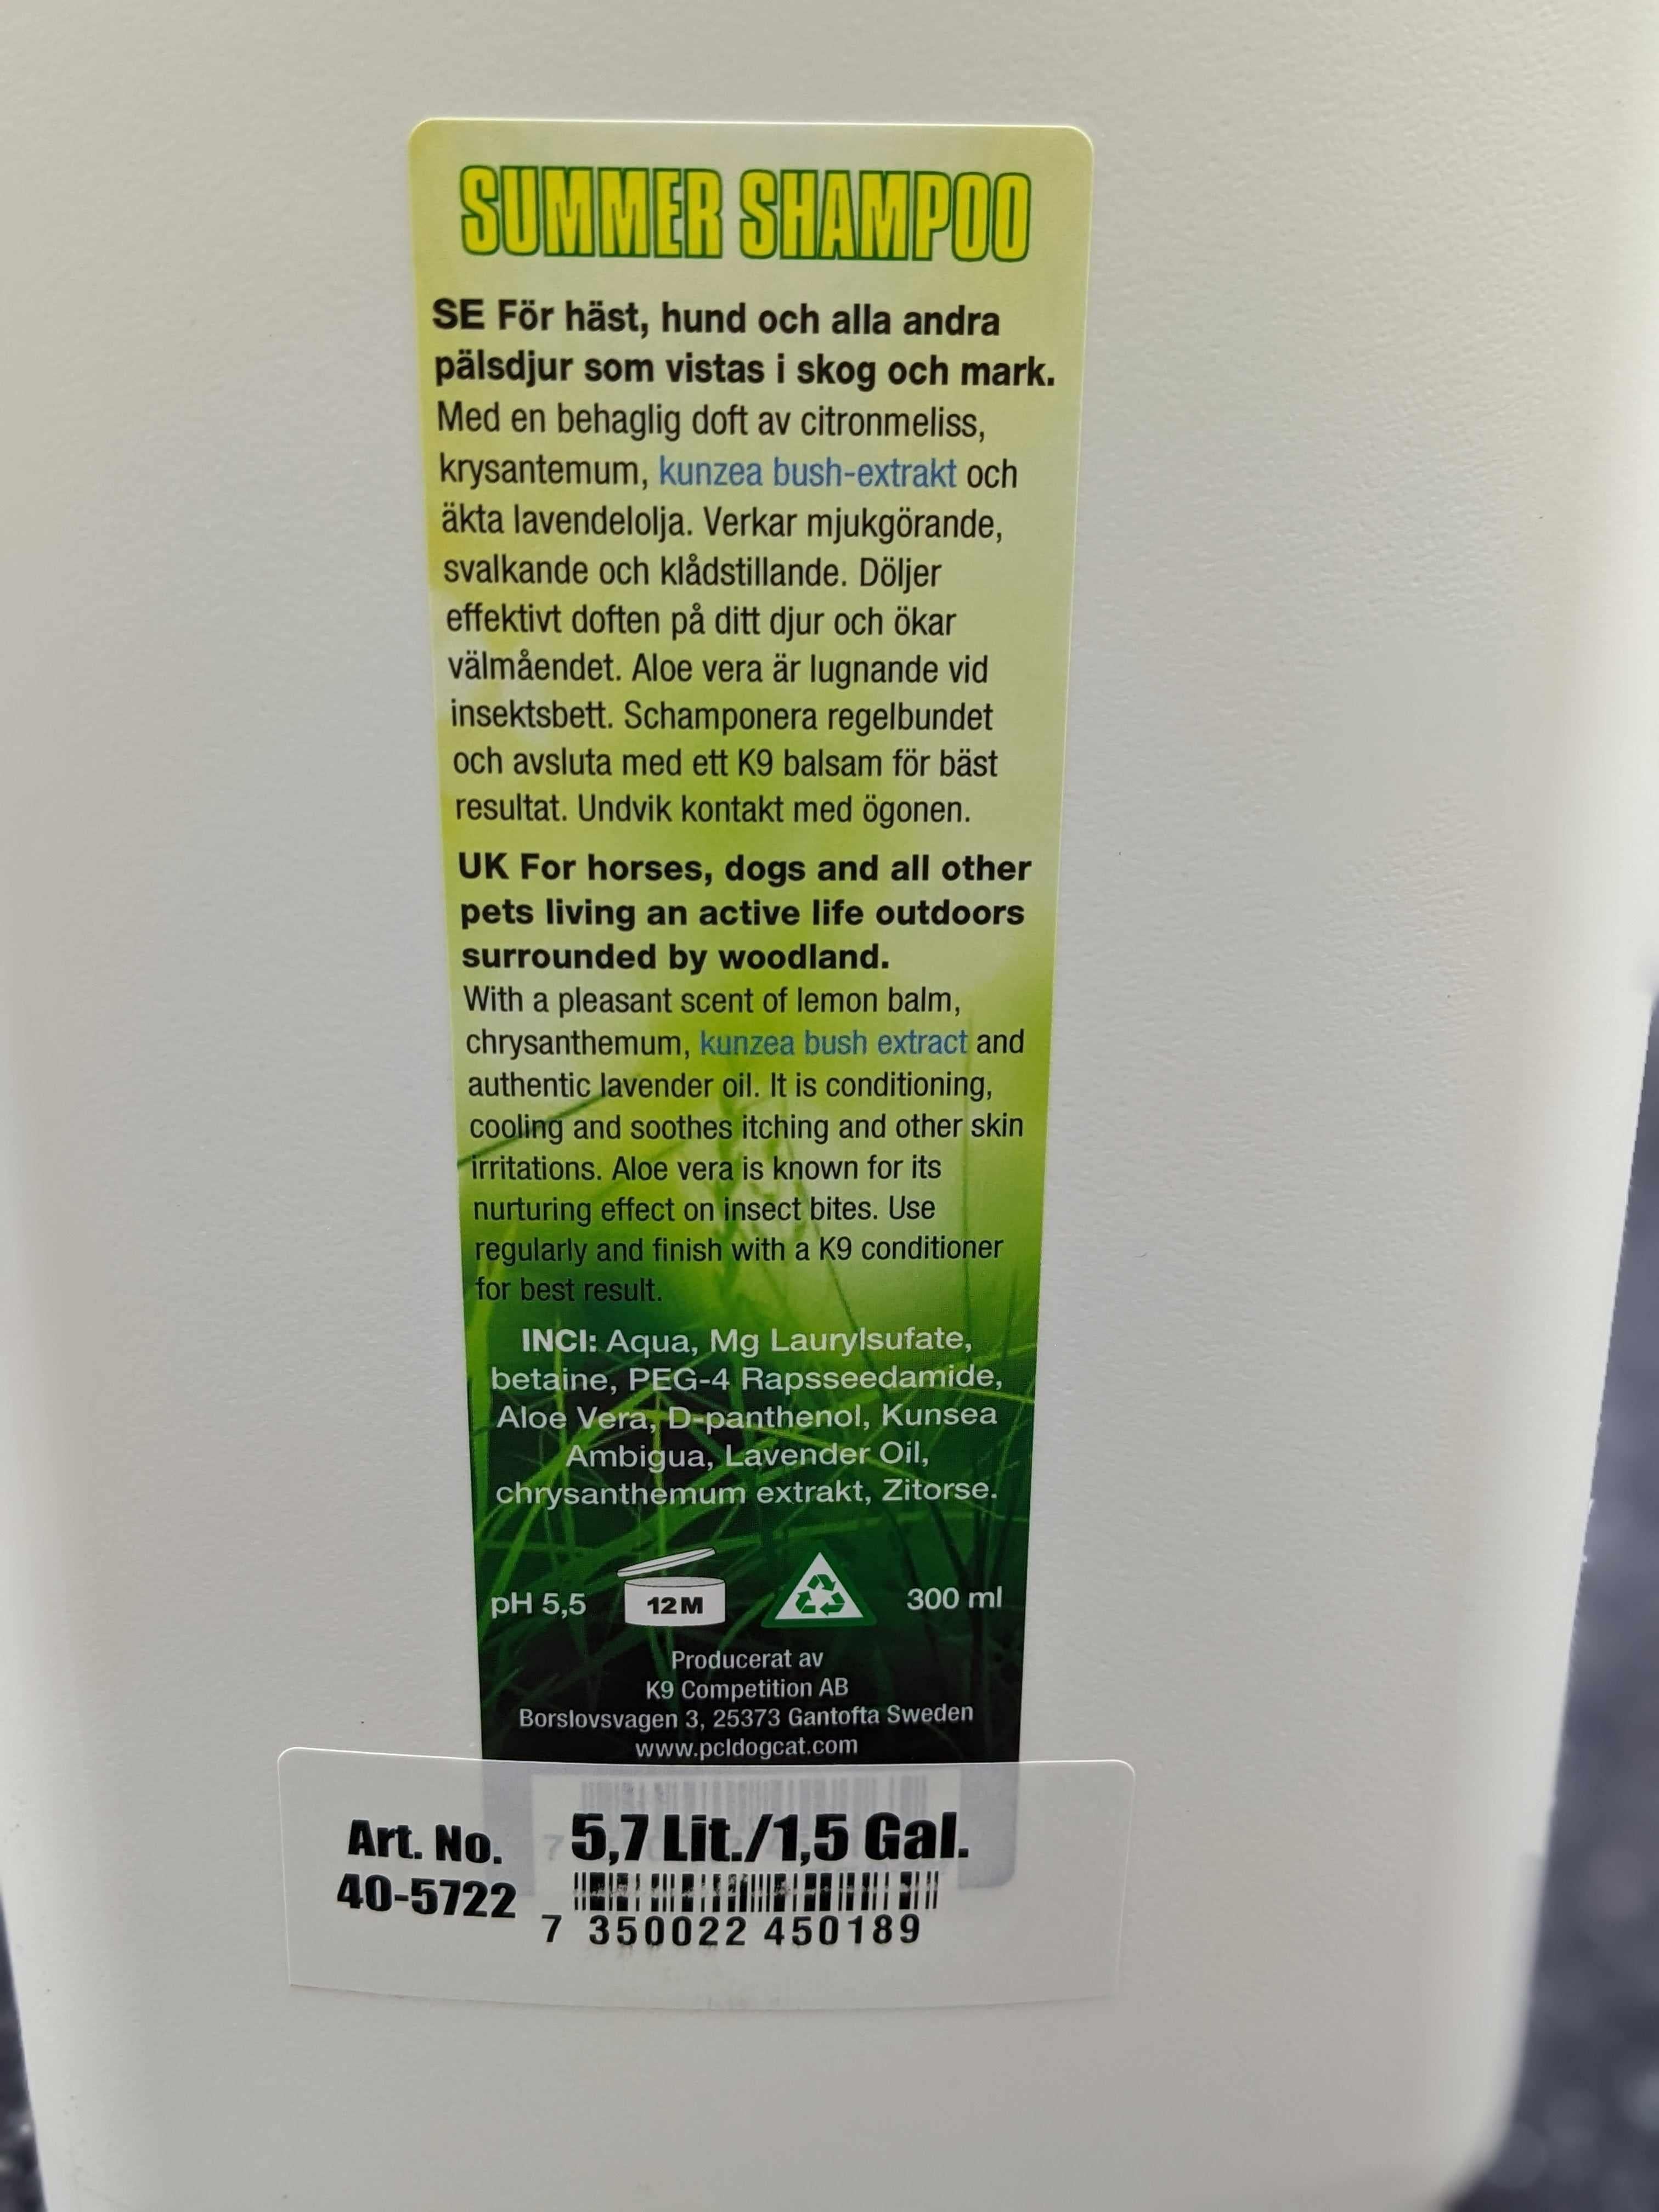 SUMMER SHAMPOO
SE För häst, hund och alla andra
pälsdjur som vistas i skog och mark.
Med en behaglig doft av citronmeliss,
krysantemum, kunzea bush-extrakt och
äkta lavendelolja. Verkar mjukgörande,
svalkande och klådstillande. Döljer
effektivt doften på ditt djur och ökar
välmåendet. Aloe vera är lugnande vid
insektsbett. Schamponera regelbundet
och avsluta med ett K9 balsam för bäst
resultat. Undvik kontakt med ögonen.
UK For horses, dogs and all other
pets living an active life outdoors
surrounded by woodland.
With a pleasant scent of lemon balm,
chrysanthemum, kunzea bush extract and
authentic lavender oil. It is conditioning,
cooling and soothes itching and other skin
irritations. Aloe vera is known for its
nurturing effect on insect bites. Use
regularly and finish with a K9 conditioner
for best result.
INCI: Aqua, Mg Laurylsufate,
betaine, PEG-4 Rapsseedamide,
Aloe Vera, D-panthenol, Kunsea
Ambigua, Lavender Oil,
chrysanthemum extrakt, Zitorse.
pH 5,5 12M 300 ml
Producerat av
K9 Competition AB
Borslovsvagen 3, 25373 Gantofta Sweden
www.pcldogcat.com
Art. No. 5,7 Lit./1,5 Gal.
40-5722
7 350022 450189